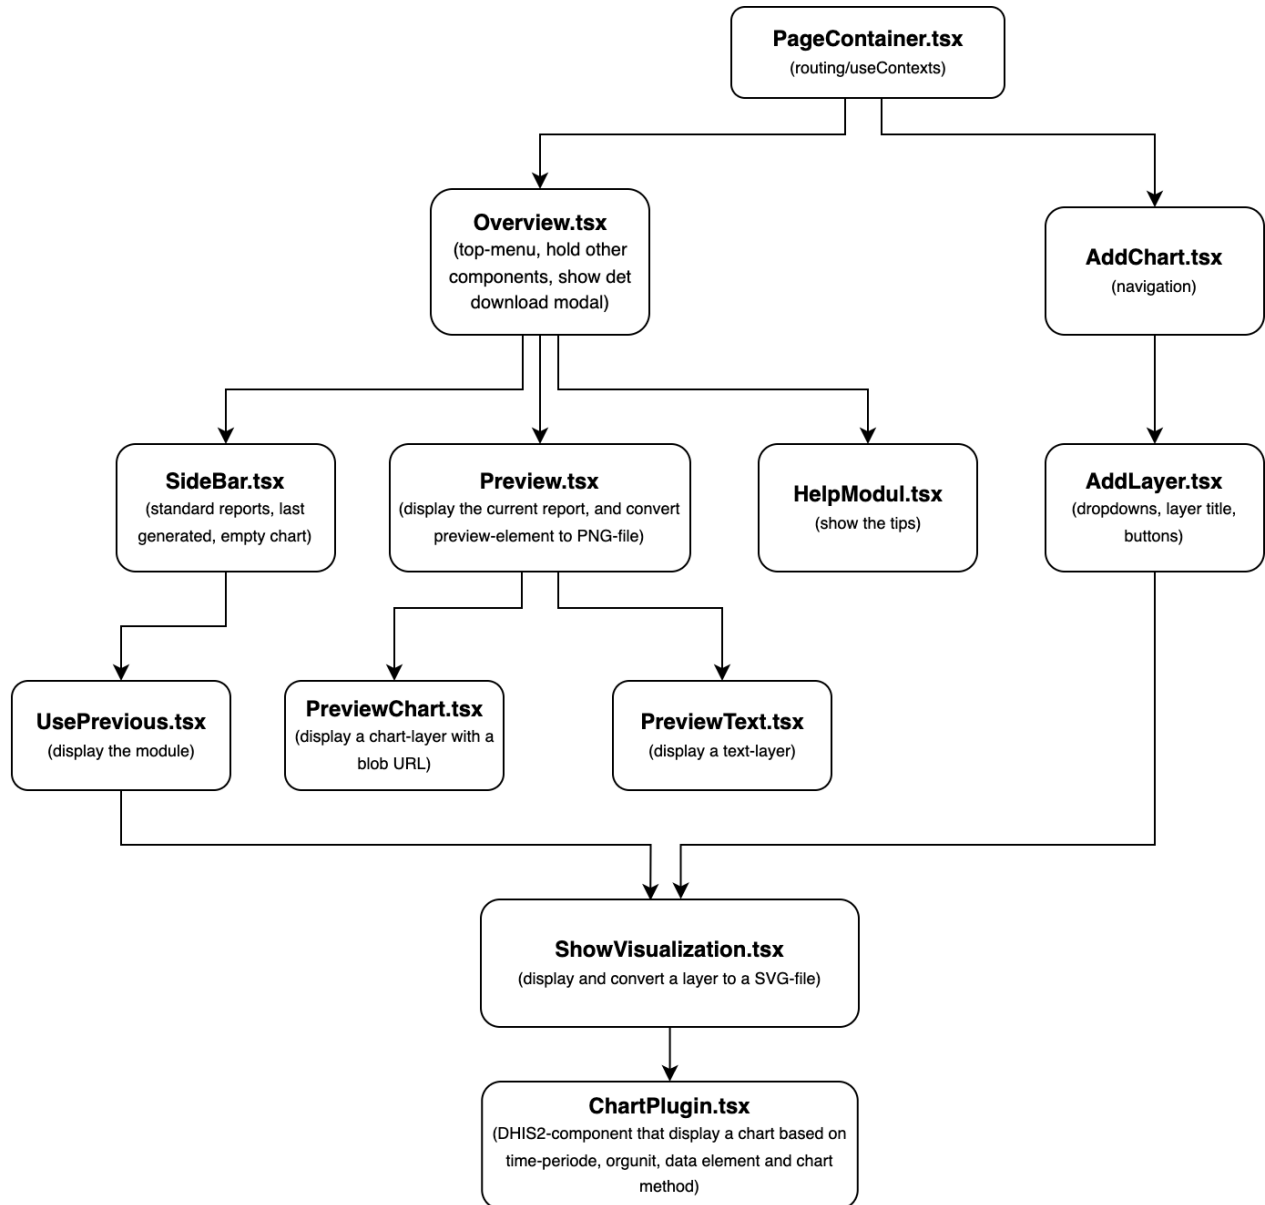 PageContainer.tsx
(routing/useContexts)
Overview.tsx
(top-menu, hold other
components, show det
download modal)
AddChart.tsx
(navigation)
SideBar.tsx
(standard reports, last
generated, empty chart)
Preview.tsx
(display the current report, and convert
preview-element to PNG-file)
HelpModul.tsx
(show the tips)
AddLayer.tsx
(dropdowns, layer title,
buttons)
UsePrevious.tsx
(display the module)
PreviewChart.tsx
(display a chart-layer with a
blob URL)
PreviewText.tsx
(display a text-layer)
ShowVisualization.tsx
(display and convert a layer to a SVG-file)
ChartPlugin.tsx
(DHIS2-component that display a chart based on
time-periode, orgunit, data element and chart
method)